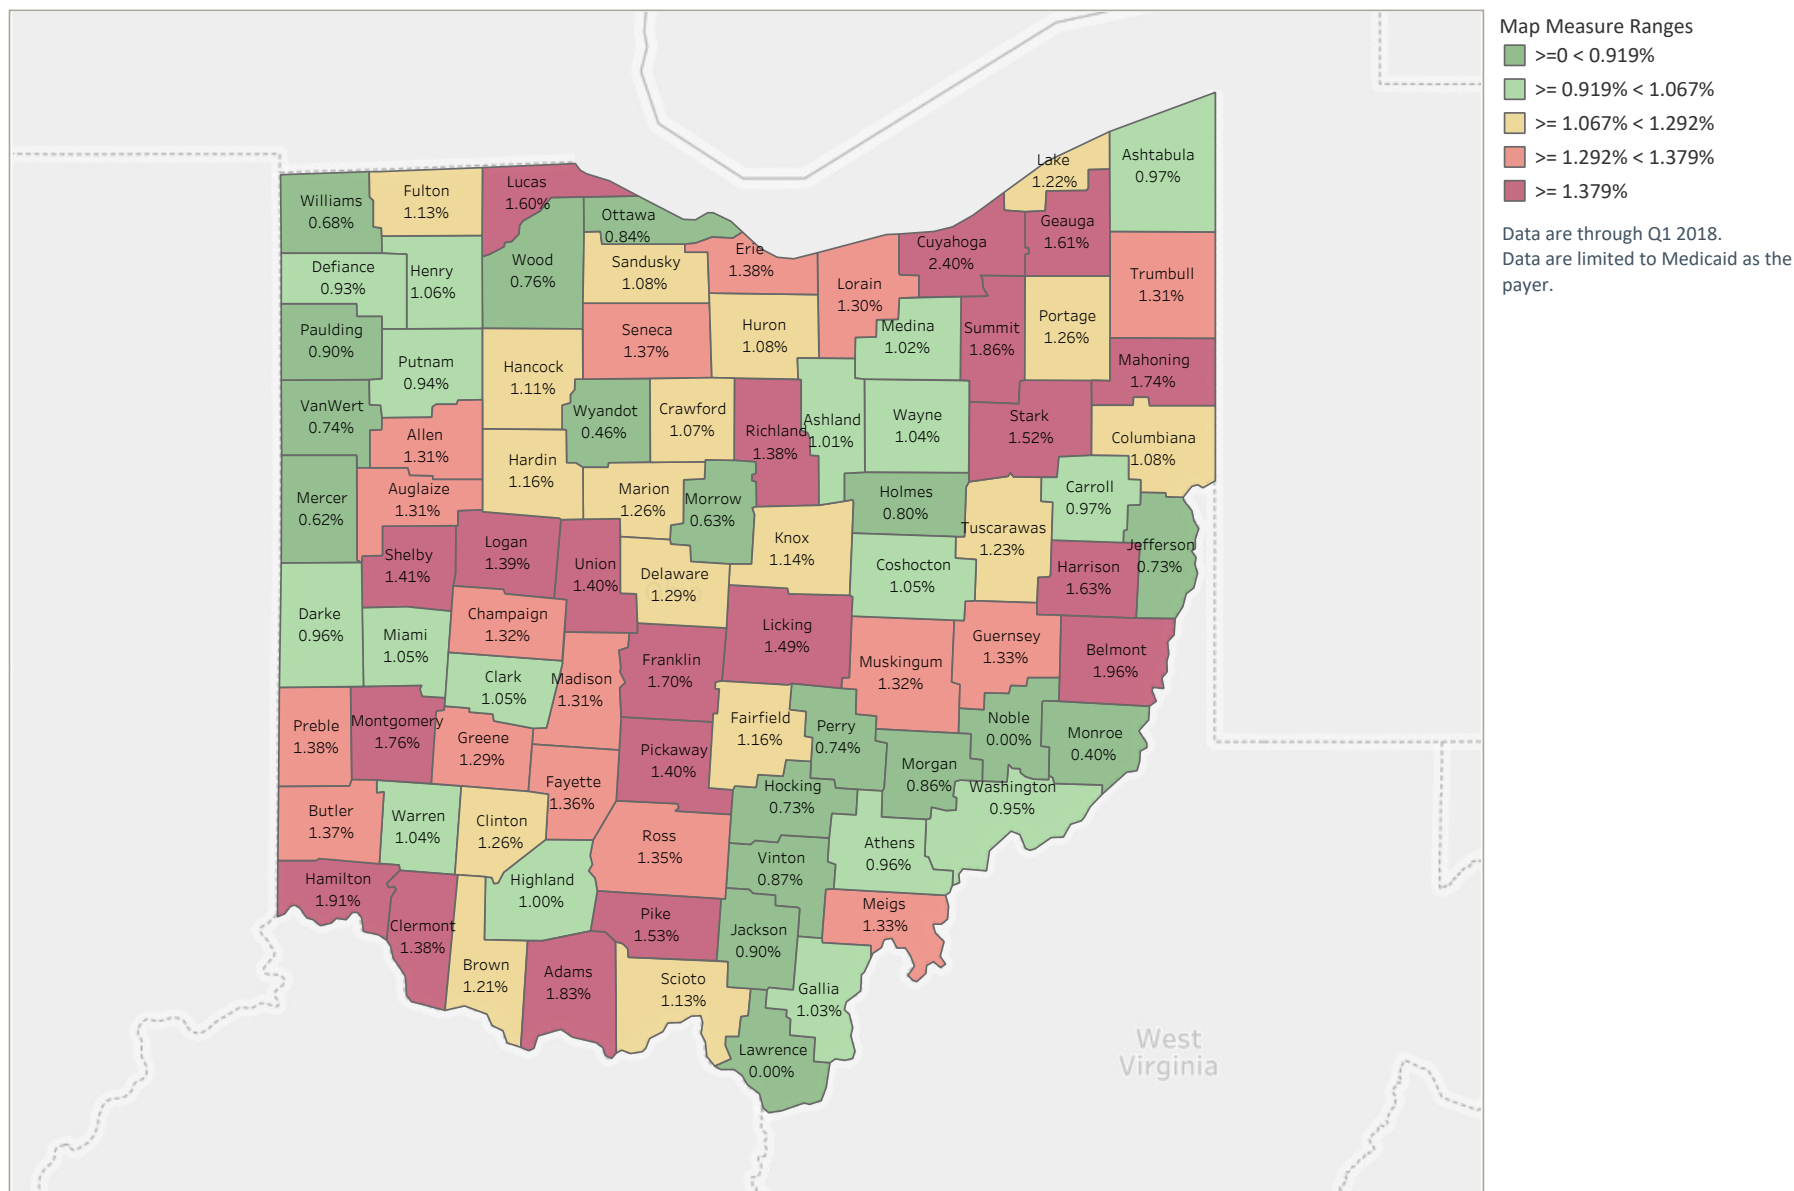 Map Measure Ranges
>=0 < 0.919%
>= 0.919% < 1.067%
>= 1.067% < 1.292%
>= 1.292% < 1.379%
>= 1.379%
Data are through Q1 2018.
Data are limited to Medicaid as the
payer.
Williams
0.68%
Fulton
1.13%
Lucas
1.60%
Ottawa
0.84%
Lake
1.22%
Ashtabula
0.97%
Geauga
1.61%
Cuyahoga
2.40%
Erie
1.38%
Wood
0.76%
Sandusky
1.08%
Defiance
0.93%
Henry
1.06%
Lorain
1.30%
Trumbull
1.31%
Paulding
0.90%
Seneca
1.37%
Huron
1.08%
Medina
1.02%
Summit
1.86%
Portage
1.26%
Putnam
0.94%
Hancock
1.11%
Mahoning
1.74%
VanWert
0.74%
Wyandot
0.46%
Crawford
1.07%
Richland
1.38%
Ashland
1.01%
Wayne
1.04%
Stark
1.52%
Columbiana
1.08%
Allen
1.31%
Hardin
1.16%
Mercer
0.62%
Auglaize
1.31%
Marion
1.26%
Morrow
0.63%
Holmes
0.80%
Carroll
0.97%
Tuscarawas
1.23%
Knox
1.14%
Jefferson
0.73%
Shelby
1.41%
Logan
1.39%
Union
1.40%
Delaware
1.29%
Coshocton
1.05%
Harrison
1.63%
Darke
0.96%
Miami
1.05%
Champaign
1.32%
Licking
1.49%
Guernsey
1.33%
Belmont
1.96%
Clark
1.05%
Madison
1.31%
Franklin
1.70%
Muskingum
1.32%
Preble
1.38%
Montgomery
1.76%
Greene
1.29%
Fairfield
1.16%
Perry
0.74%
Noble
0.00%
Monroe
0.40%
Pickaway
1.40%
Morgan
0.86%
Fayette
1.36%
Hocking
0.73%
Washington
0.95%
Butler
1.37%
Warren
1.04%
Clinton
1.26%
Ross
1.35%
Athens
0.96%
Vinton
0.87%
Hamilton
1.91%
Highland
1.00%
Meigs
1.33%
Clermont
1.38%
Pike
1.53%
Jackson
0.90%
Brown
1.21%
Adams
1.83%
Scioto
1.13%
Gallia
1.03%
Lawrence
0.00%
West
Virginia